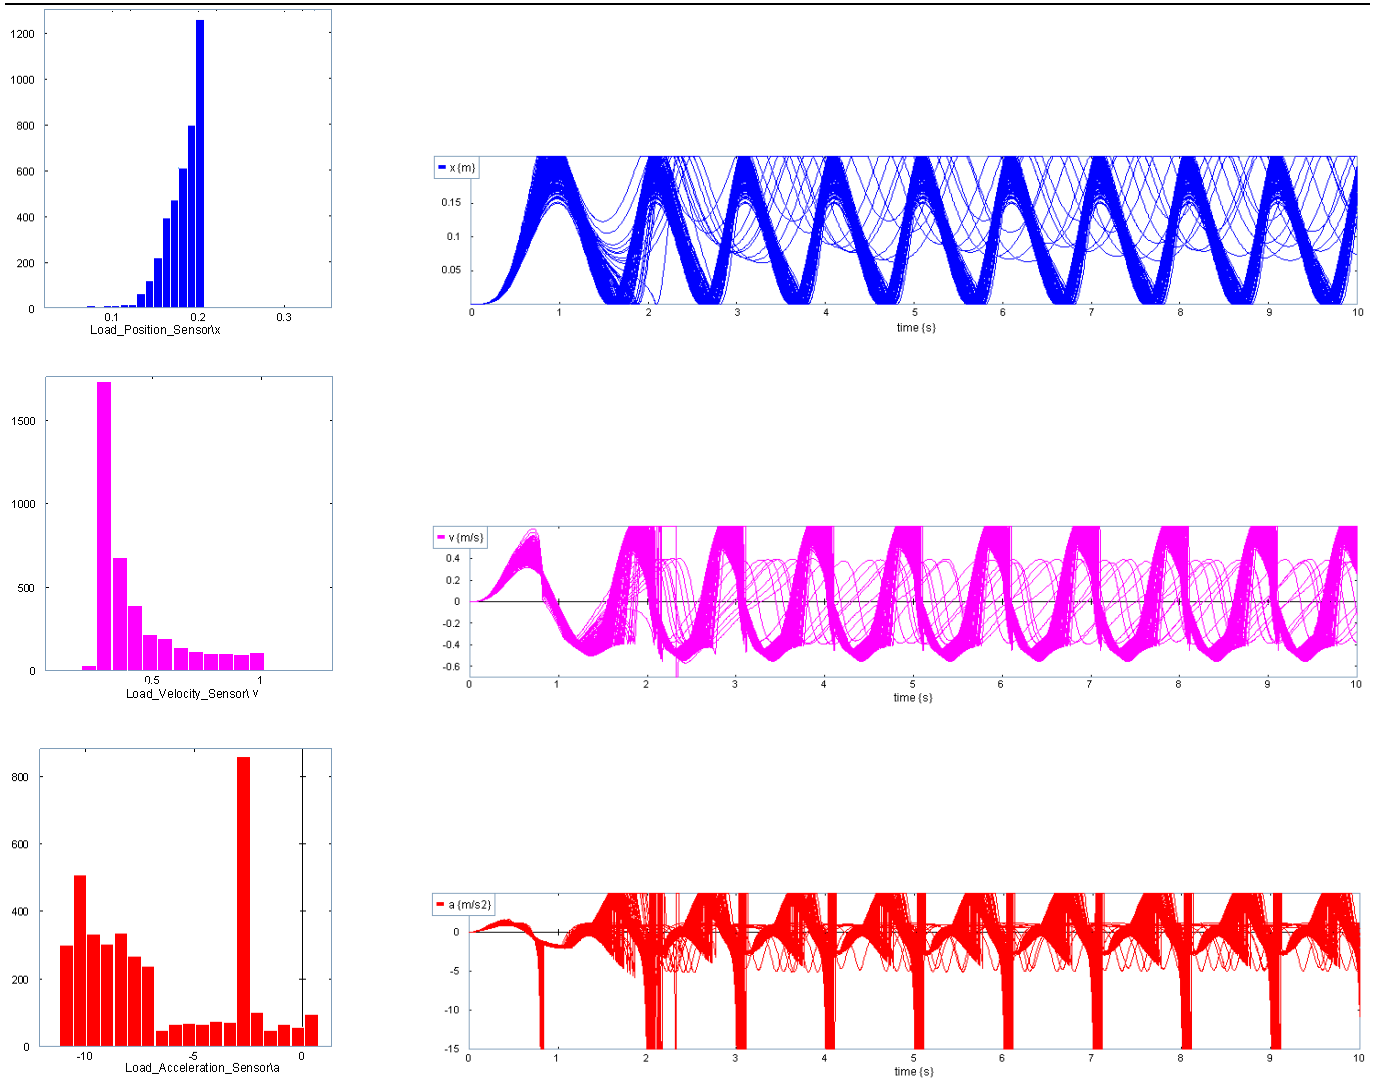 1200
1000
800
600
400
200
0
0.1 0.2 0.3
Load_Position_Sensor\x
x {m}
0.15
0.1
0.05
0 1 2 3 4 5 6 7 8 9 10
time {s}
1500
1000
500
0
0.5 1
Load_Velocity_Sensor\v
v {m/s}
0.4
0.2
0
-0.2
-0.4
-0.6
0 1 2 3 4 5 6 7 8 9 10
time {s}
800
600
400
200
0
-10 -5 0
Load_Acceleration_Sensor\a
a {m/s2}
0
-5
-10
-15
0 1 2 3 4 5 6 7 8 9 10
time {s}